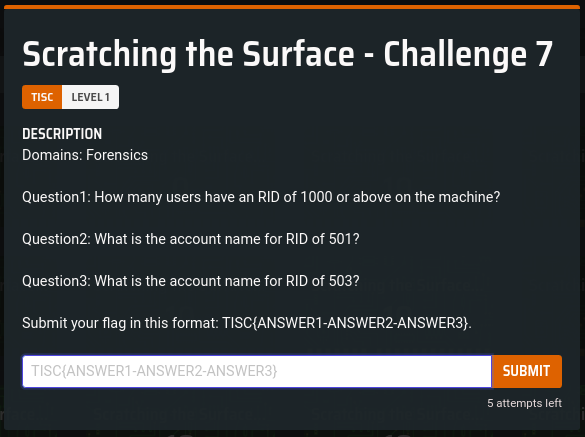 Scratching the Surface - Challenge 7
TISC LEVEL 1
DESCRIPTION
Domains: Forensics
Question1: How many users have an RID of 1000 or above on the machine?
Question2: What is the account name for RID of 501?
Question3: What is the account name for RID of 503?
Submit your flag in this format: TISC{ANSWER1-ANSWER2-ANSWER3}.
TISC{ANSWER1-ANSWER2-ANSWER3} SUBMIT
5 attempts left